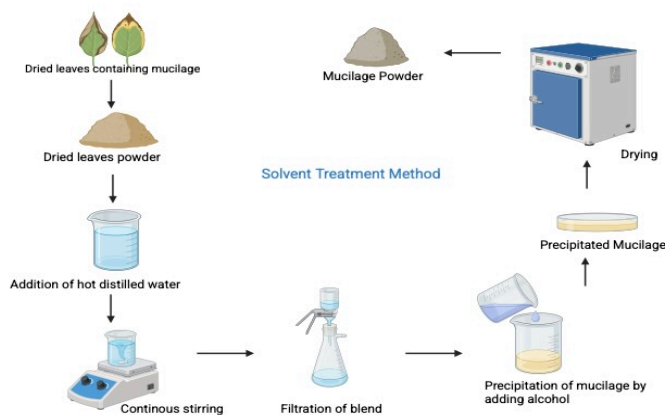 Dried leaves containing mucilage
Dried leaves powder
Addition of hot distilled water
Continous stirring
Filtration of blend
Precipitation of mucilage by
adding alcohol
Precipitated Mucilage
Drying
Mucilage Powder
Solvent Treatment Method